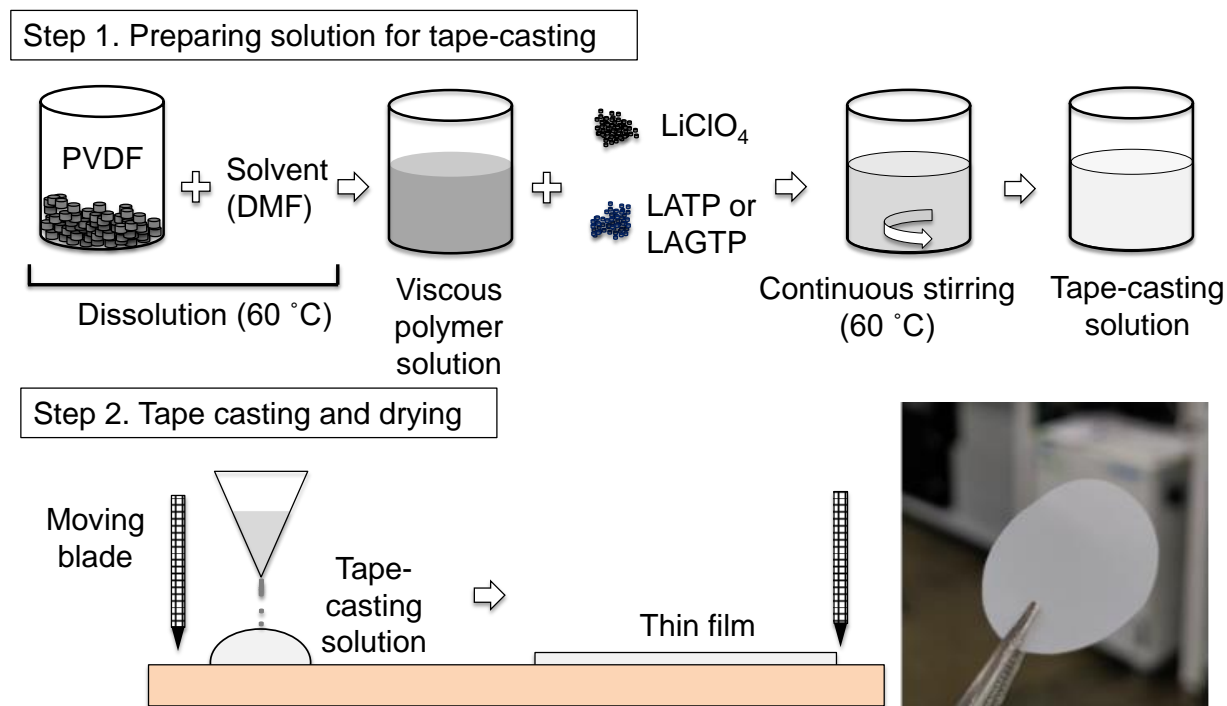 Step 1. Preparing solution for tape-casting
PVDF
Solvent
(DMF)
Dissolution (60 ˚C)
Viscous
polymer
solution
LiClO₄
LATP or
LAGTP
Continuous stirring
(60 ˚C)
Tape-casting
solution
Step 2. Tape casting and drying
Moving
blade
Tape-
casting
solution
Thin film